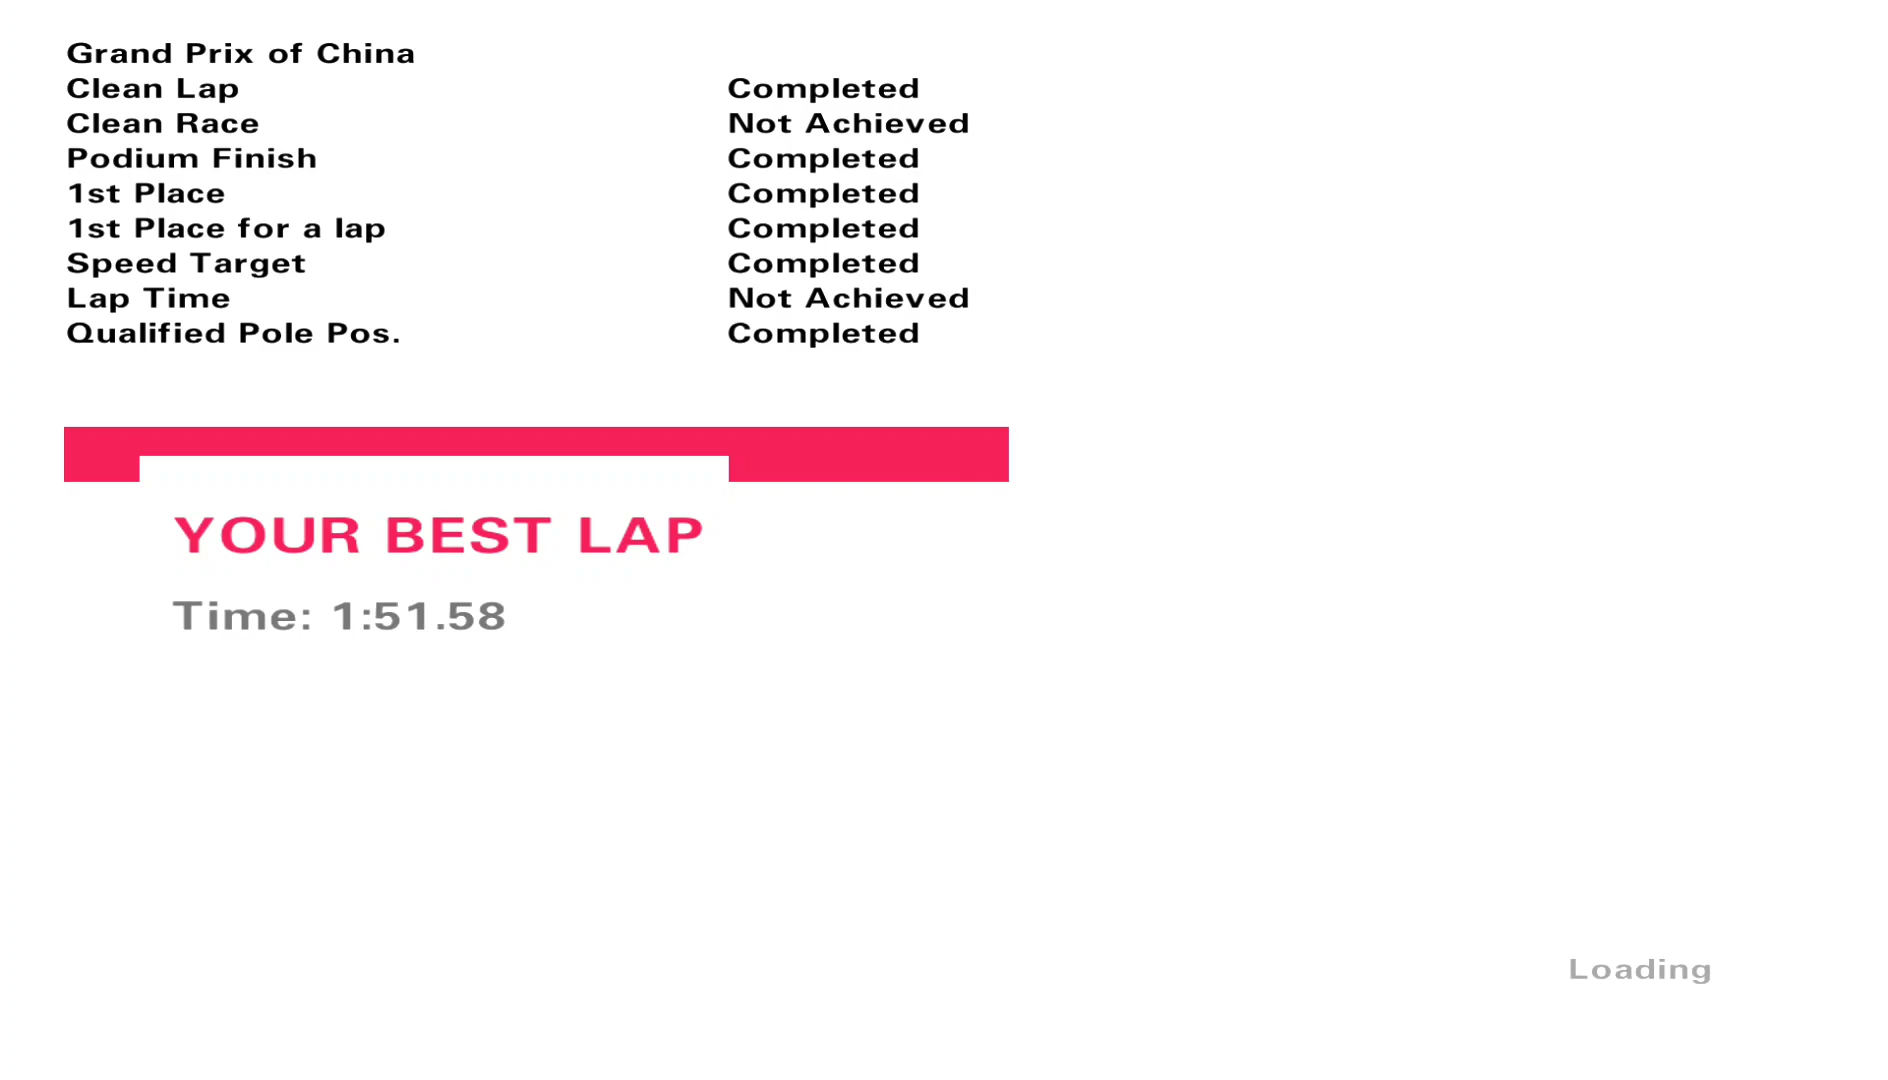 Grand Prix of China
Clean Lap Completed
Clean Race Not Achieved
Podium Finish Completed
1st Place Completed
1st Place for a lap Completed
Speed Target Completed
Lap Time Not Achieved
Qualified Pole Pos. Completed
YOUR BEST LAP
Time: 1:51.58
Loading